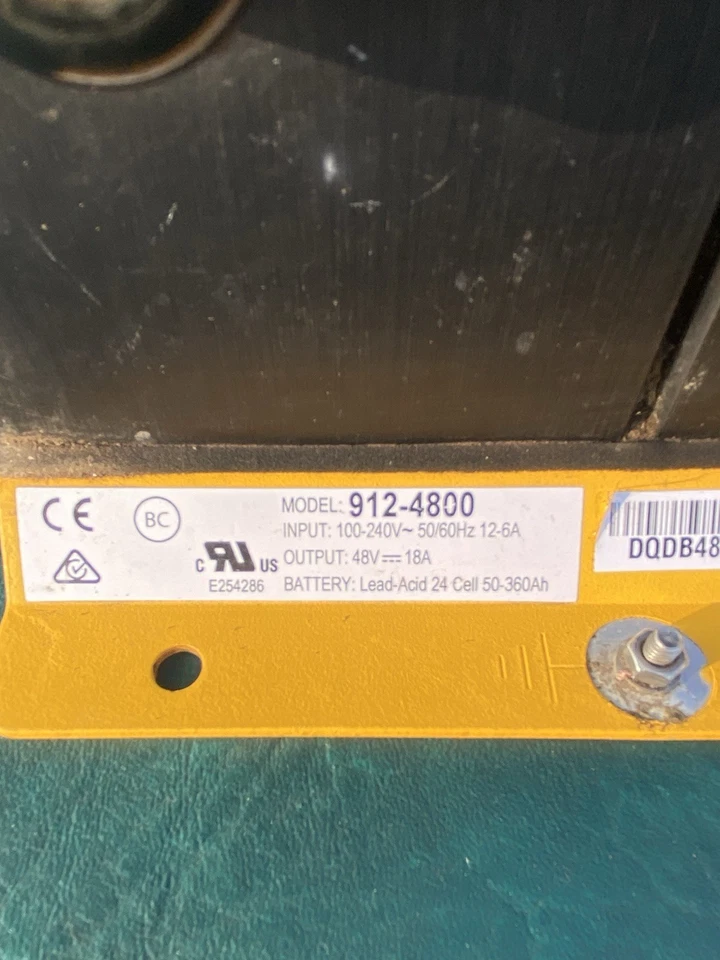 CE
BC
MODEL: 912-4800
INPUT: 100-240V~ 50/60Hz 12-6A
OUTPUT: 48V⎓18A
BATTERY: Lead-Acid 24 Cell 50-360Ah
C RU US
E254286
DQDB48